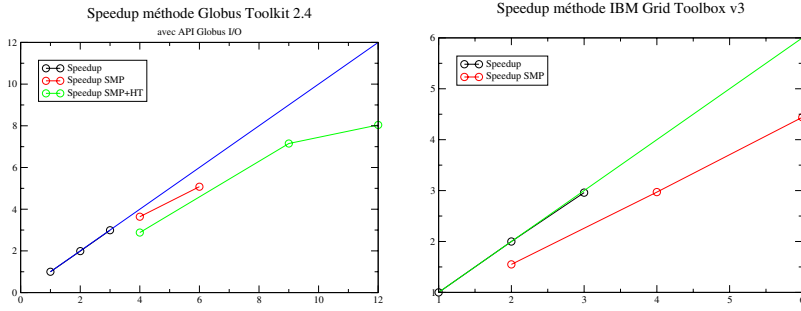 Speedup méthode Globus Toolkit 2.4
avec API Globus I/O
12
10
8
6
4
2
0
Speedup
Speedup SMP
Speedup SMP+HT
0 2 4 6 8 10 12
Speedup méthode IBM Grid Toolbox v3
6
5
4
3
2
1
Speedup
Speedup SMP
1 2 3 4 5 6